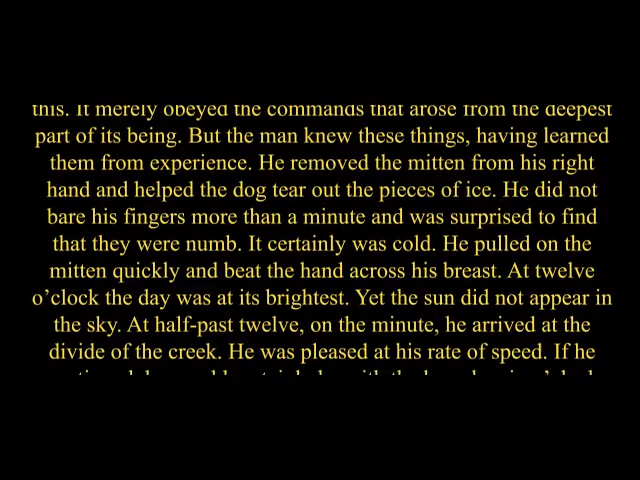 this. It merely obeyed the commands that arose from the deepest
part of its being. But the man knew these things, having learned
them from experience. He removed the mitten from his right
hand and helped the dog tear out the pieces of ice. He did not
bare his fingers more than a minute and was surprised to find
that they were numb. It certainly was cold. He pulled on the
mitten quickly and beat the hand across his breast. At twelve
o’clock the day was at its brightest. Yet the sun did not appear in
the sky. At half-past twelve, on the minute, he arrived at the
divide of the creek. He was pleased at his rate of speed. If he